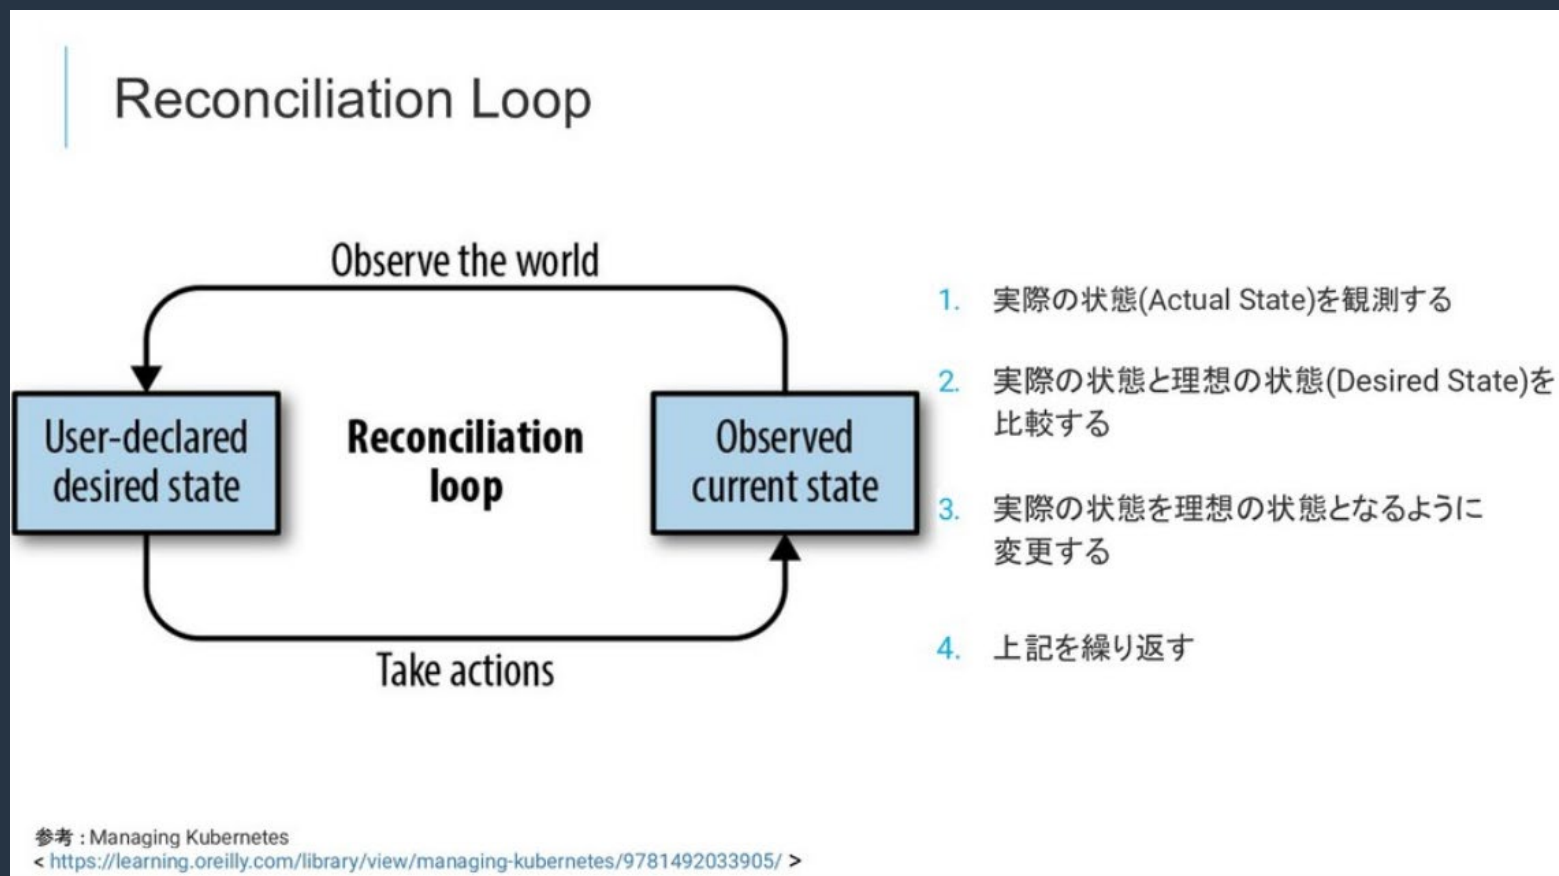 Reconciliation Loop
Observe the world
User-declared
desired state
Reconciliation
loop
Observed
current state
Take actions
1. 実際の状態(Actual State)を観測する
2. 実際の状態と理想の状態(Desired State)を
比較する
3. 実際の状態を理想の状態となるように
変更する
4. 上記を繰り返す
参考 : Managing Kubernetes
< https://learning.oreilly.com/library/view/managing-kubernetes/9781492033905/ >